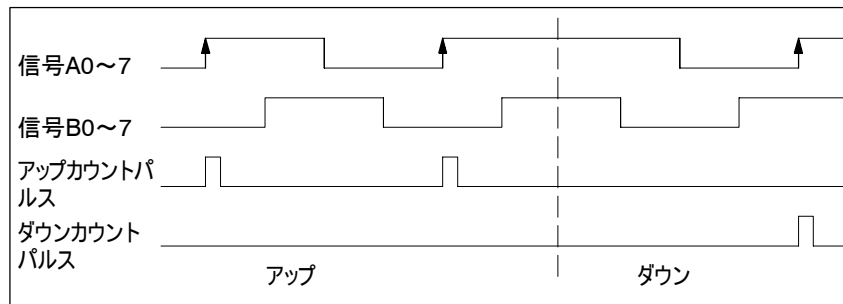 信号A0～7
信号B0～7
アップカウントパ
ルス
ダウンカウント
パルス
アップ
ダウン